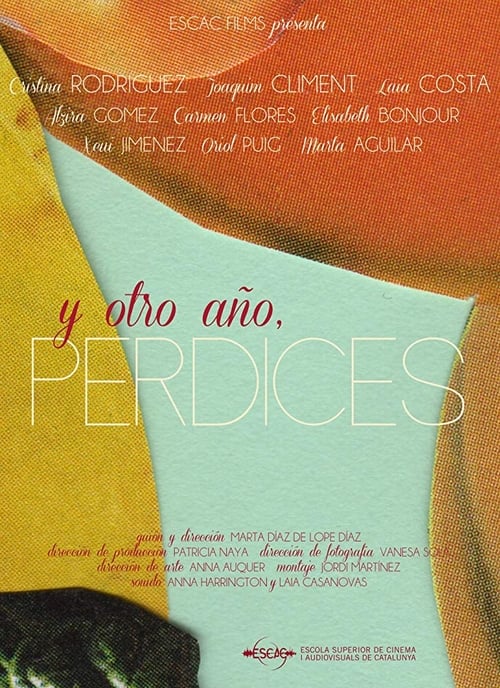 ESCAC FILMS presenta
Cristina RODRIGUEZ Joaquim CLIMENT Laia COSTA
Alzira GOMEZ Carmen FLORES Elisabeth BONJOUR
Xevi JIMENEZ Oriol PUIG Marta AGUILAR
y otro año,
PERDICES
guión y dirección MARTA DÍAZ DE LOPE DÍAZ
dirección de producción PATRICIA NAYA dirección de fotografía VANESA
dirección de arte ANNA AUQUER montaje JORDI MARTÍNEZ
sonido ANNA HARRINGTON y LAIA CASANOVAS
ESCAC ESCOLA SUPERIOR DE CINEMA
I AUDIOVISUALS DE CATALUNYA